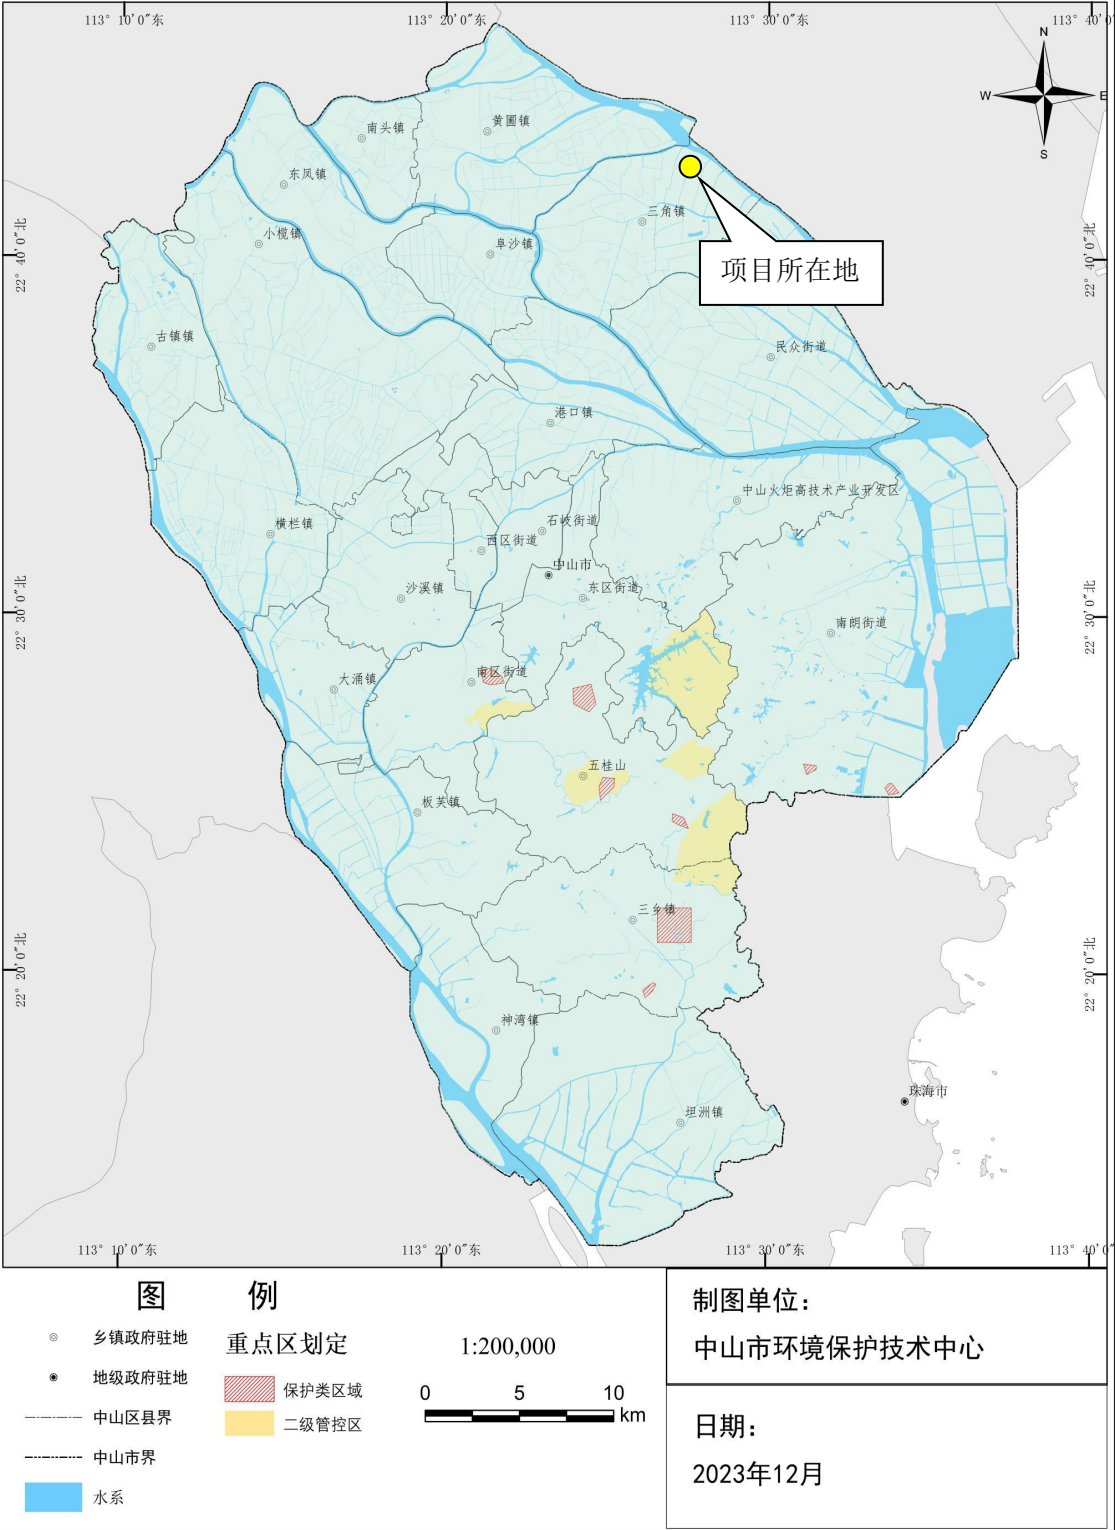 113° 10′ 0″东
113° 20′ 0″东
113° 30′ 0″东
113° 40′ 0″
N
W
E
S
22° 40′ 0″北
22° 40′ 0″北
22° 30′ 0″北
22° 30′ 0″北
22° 20′ 0″北
22° 20′ 0″北
南头镇
黄圃镇
东凤镇
三角镇
小榄镇
阜沙镇
项目所在地
古镇镇
民众街道
港口镇
中山火炬高技术产业开发区
横栏镇
石岐街道
西区街道
中山市
沙溪镇
东区街道
南朗街道
南区街道
大涌镇
五桂山
板芙镇
三乡镇
神湾镇
珠海市
坦洲镇
113° 10′ 0″东
113° 20′ 0″东
113° 30′ 0″东
113° 40′ 0″
图 例
乡镇政府驻地
地级政府驻地
中山区县界
中山市界
水系
重点区划定
保护类区域
二级管控区
1:200,000
0 5 10
km
制图单位：
中山市环境保护技术中心
日期：
2023年12月